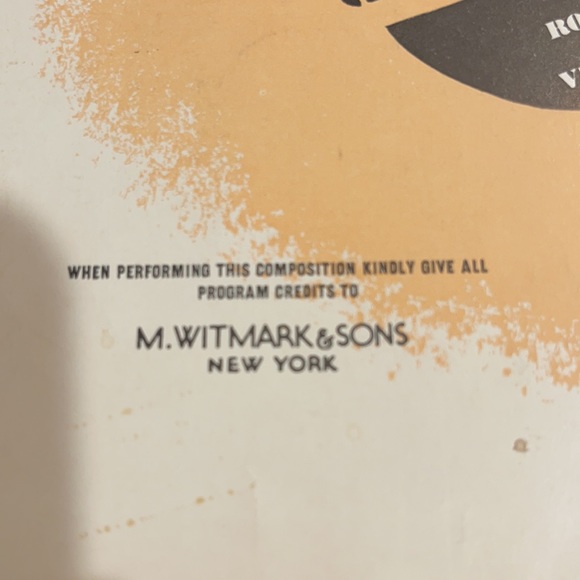 WHEN PERFORMING THIS COMPOSITION KINDLY GIVE ALL
PROGRAM CREDITS TO
M.WITMARK & SONS
NEW YORK